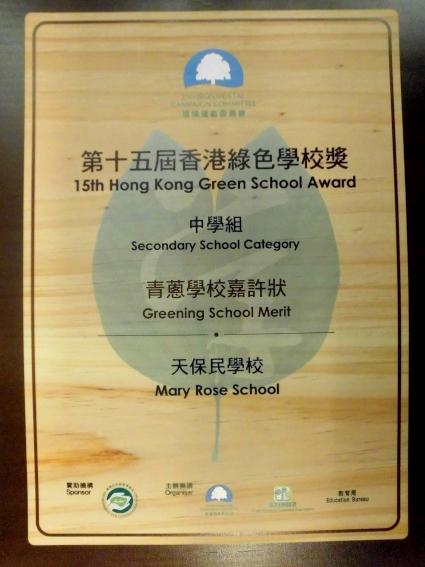 ENVIRONMENTAL
CAMPAIGN COMMITTEE
環境運動委員會
第十五屆香港綠色學校獎
15th Hong Kong Green School Award
中學組
Secondary School Category
青蔥學校嘉許狀
Greening School Merit
天保民學校
Mary Rose School
贊助機構
Sponsor
主辦機構
Organiser
教育局
Education Bureau